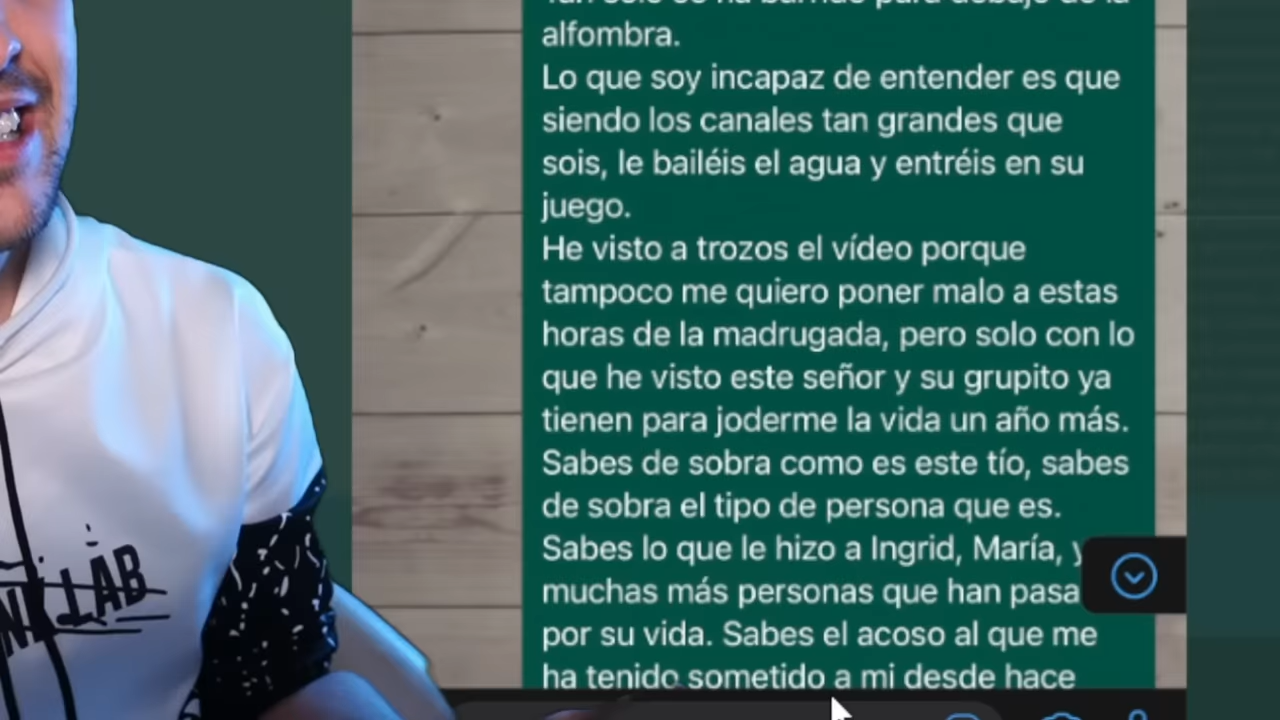 alfombra.
Lo que soy incapaz de entender es que
siendo los canales tan grandes que
sois, le bailéis el agua y entréis en su
juego.
He visto a trozos el vídeo porque
tampoco me quiero poner malo a estas
horas de la madrugada, pero solo con lo
que he visto este señor y su grupito ya
tienen para joderme la vida un año más.
Sabes de sobra como es este tío, sabes
de sobra el tipo de persona que es.
Sabes lo que le hizo a Ingrid, María, y
muchas más personas que han pasa
por su vida. Sabes el acoso al que me
ha tenido sometido a mi desde hace
LAB